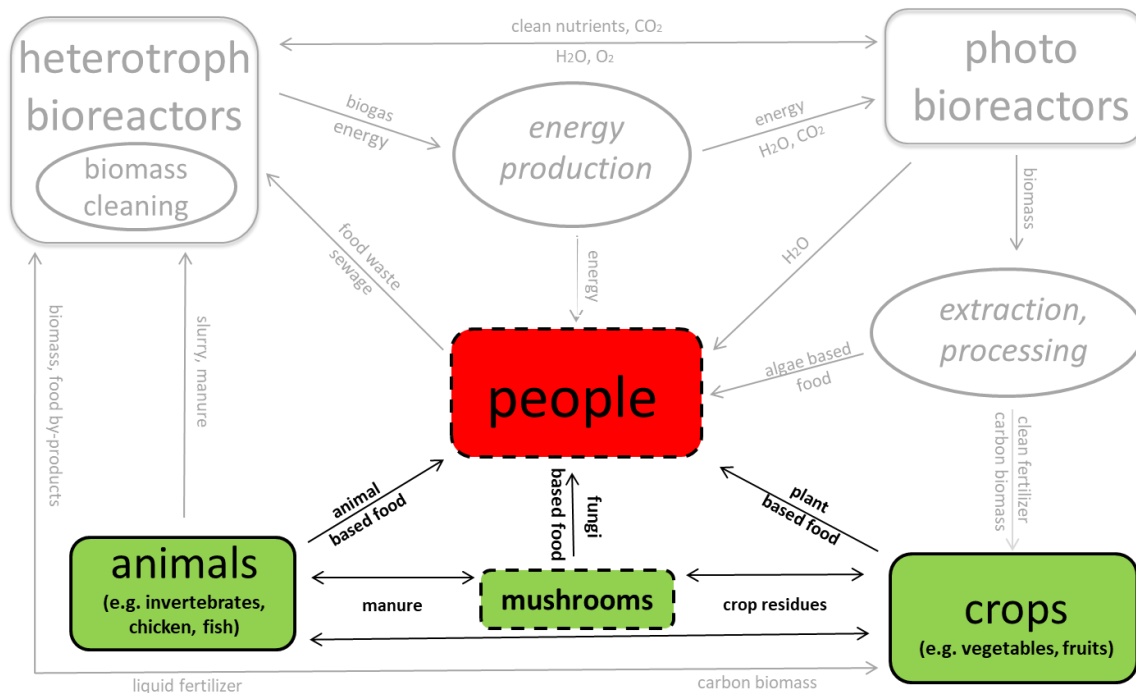 clean nutrients, CO₂
H₂O, O₂
heterotroph
bioreactors
biomass
cleaning
photo
bioreactors
biogas
energy
energy
production
energy
H₂O, CO₂
biomass
food waste
sewage
energy
H₂O
extraction,
processing
biomass, food by-products
slurry, manure
people
algae based
food
clean fertilizer
carbon biomass
animal
based food
fungi
based food
plant
based food
animals
(e.g. invertebrates,
chicken, fish)
manure
mushrooms
crop residues
crops
(e.g. vegetables, fruits)
liquid fertilizer
carbon biomass